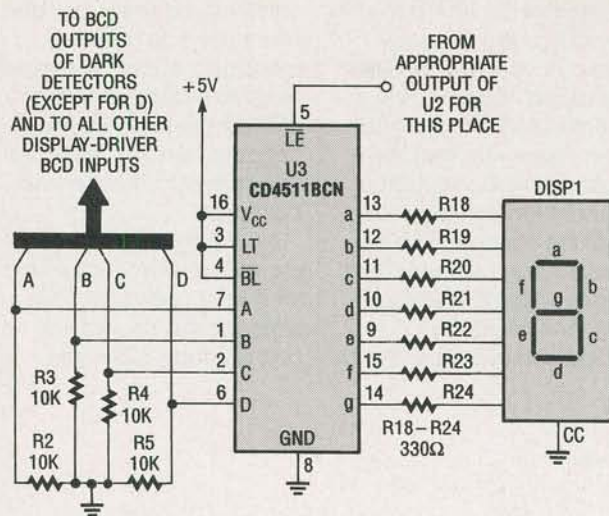 TO BCD
OUTPUTS
OF DARK
DETECTORS
(EXCEPT FOR D)
AND TO ALL OTHER
DISPLAY-DRIVER
BCD INPUTS
+5V
FROM
APPROPRIATE
OUTPUT OF
U2 FOR
THIS PLACE
5
LE
U3
CD4511BCN
16 VCC
3 LT
4 BL
7 A
1 B
2 C
6 D
GND
8
a 13 R18
b 12 R19
c 11 R20
d 10 R21
e 9 R22
f 15 R23
g 14 R24
R18–R24
330Ω
DISP1
a
f b
g
e c
d
CC
A B C D
R3
10K
R4
10K
R2
10K
R5
10K